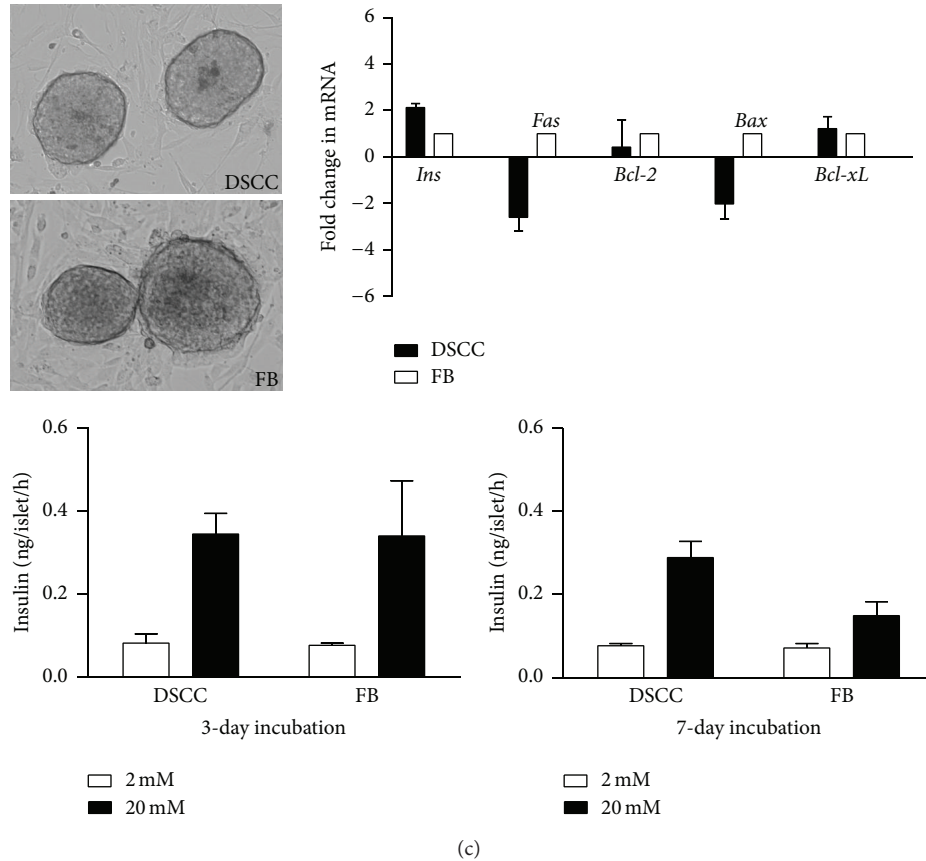 DSCC
FB
Fold change in mRNA
6
4
2
0
−2
−4
−6
Ins
Fas
Bcl-2
Bax
Bcl-xL
DSCC
FB
Insulin (ng/islet/h)
0.6
0.4
0.2
0.0
DSCC FB
3-day incubation
2 mM
20 mM
Insulin (ng/islet/h)
0.6
0.4
0.2
0.0
DSCC FB
7-day incubation
2 mM
20 mM
(c)